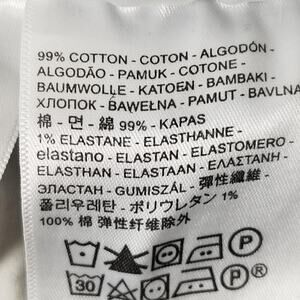 99% COTTON - COTON - ALGODÓN -
ALGODÃO - PAMUK - COTONE -
BAUMWOLLE - KATOEN - BAMBAKI -
ХЛОПОК - BAWEŁNA - PAMUT - BAVLNA
棉 - 면 - 綿 99% - KAPAS
1% ELASTANE - ELASTHANNE -
elastano - ELASTAN - ELASTOMERO -
ELASTHAN - ELASTAAN - ΕΛΑΣΤΑΝΗ -
ЭЛАСТАН - GUMISZÁL - 彈性纖維 -
폴리우레탄 - ポリウレタン 1%
100% 棉 弹性纤维除外
P
30
P